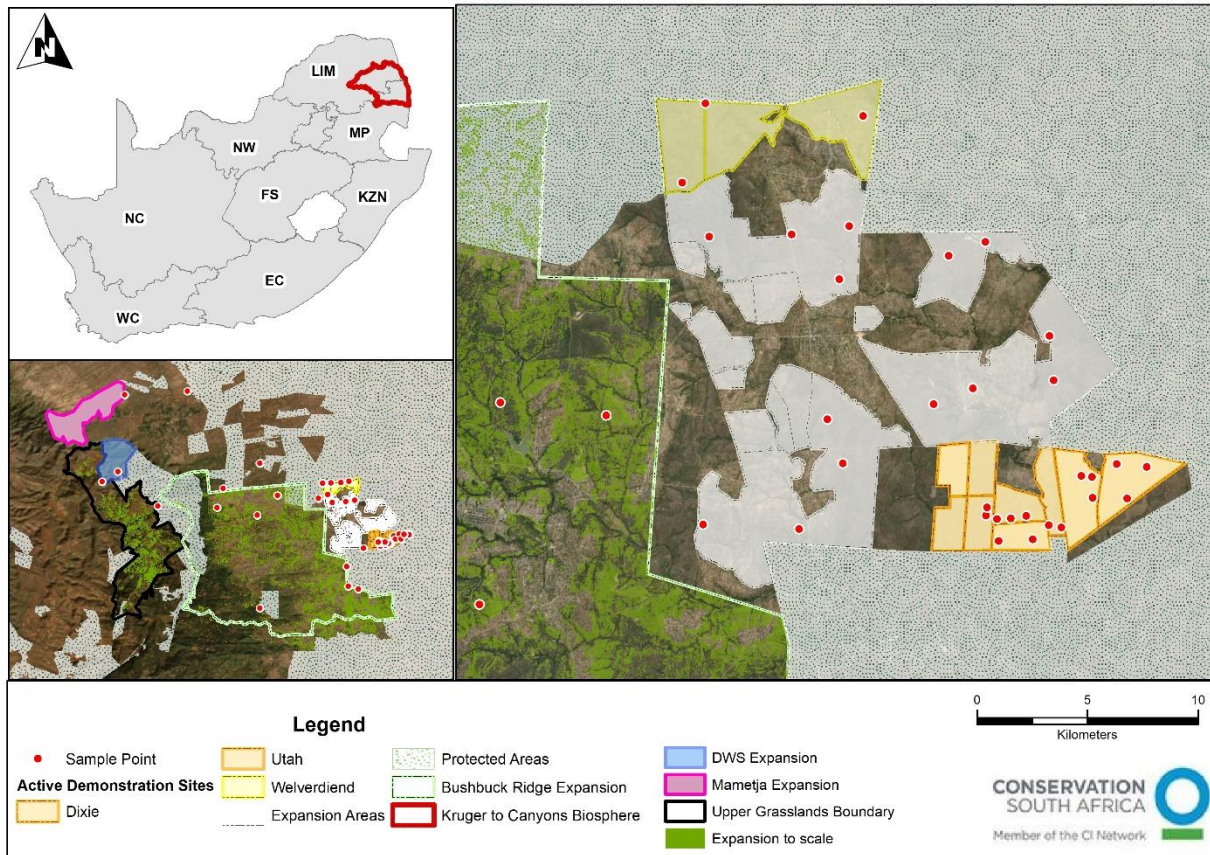 N
LIM
MP
NW
FS
KZN
NC
EC
WC
Legend
Sample Point
Active Demonstration Sites
Dixie
Utah
Welverdiend
Expansion Areas
Protected Areas
Bushbuck Ridge Expansion
Kruger to Canyons Biosphere
DWS Expansion
Mametja Expansion
Upper Grasslands Boundary
Expansion to scale
0 5 10
Kilometers
CONSERVATION
SOUTH AFRICA
Member of the CI Network